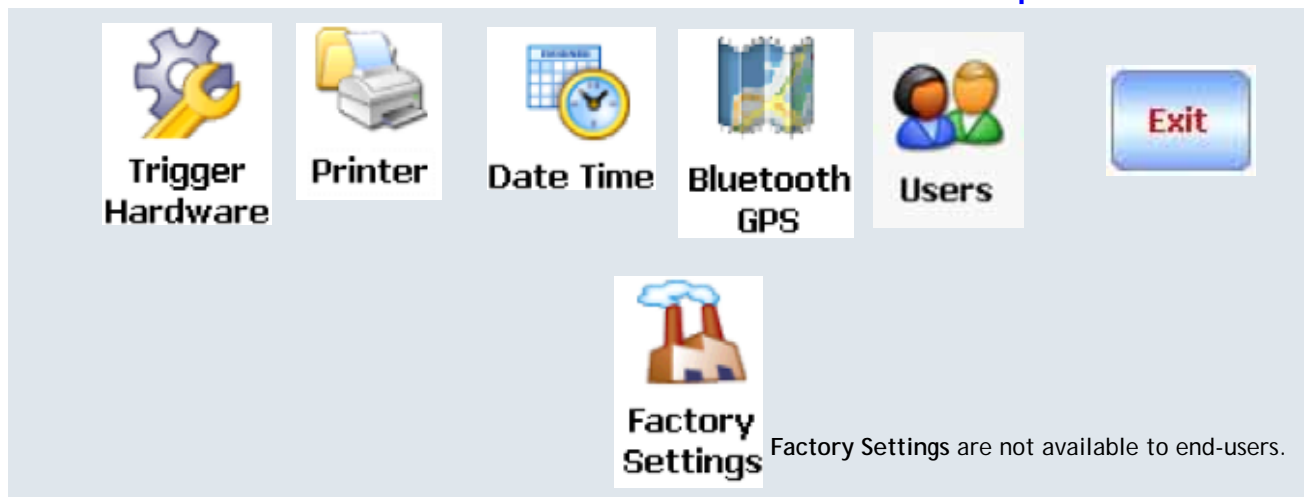 Trigger
Hardware
Printer
Date Time
Bluetooth
GPS
Users
Exit
Factory
Settings
Factory Settings are not available to end-users.